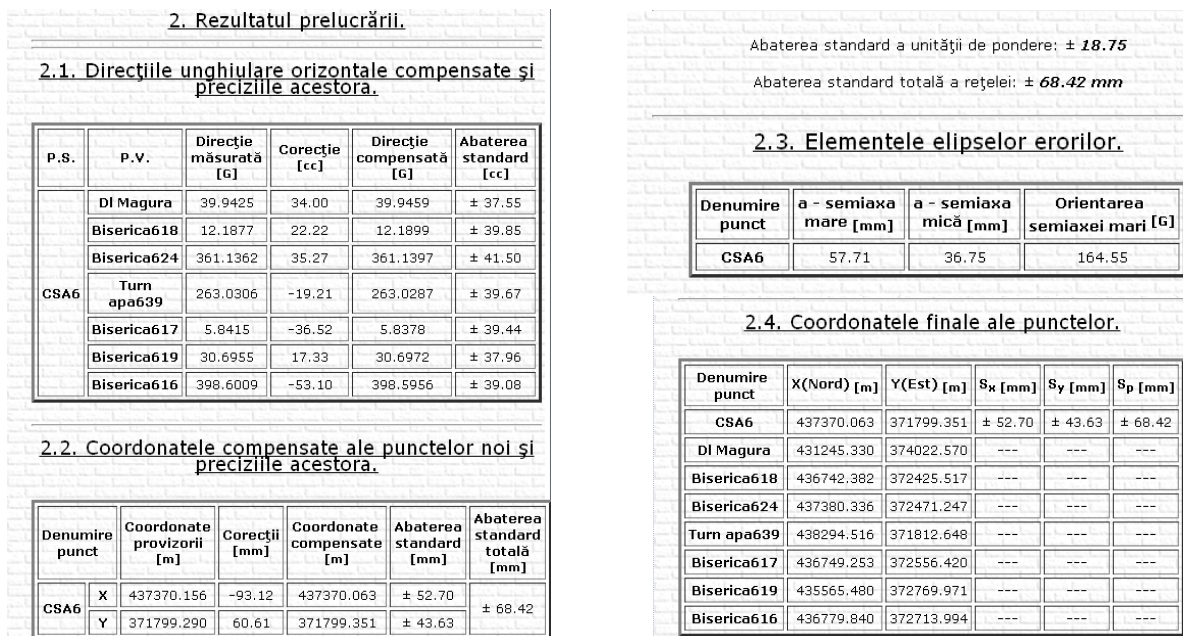 2. Rezultatul prelucrării.
2.1. Direcţiile unghiulare orizontale compensate şi
preciziile acestora.
P.S. P.V. Direcţie măsurată [G] Corecţie [cc] Direcţie compensată [G] Abaterea standard [cc]
CSA6
Dl Magura 39.9425 34.00 39.9459 ± 37.55
Biserica618 12.1877 22.22 12.1899 ± 39.85
Biserica624 361.1362 35.27 361.1397 ± 41.50
Turn apa639 263.0306 -19.21 263.0287 ± 39.67
Biserica617 5.8415 -36.52 5.8378 ± 39.44
Biserica619 30.6955 17.33 30.6972 ± 37.96
Biserica616 398.6009 -53.10 398.5956 ± 39.08
2.2. Coordonatele compensate ale punctelor noi şi
preciziile acestora.
Denumire punct Coordonate provizorii [m] Corecţii [mm] Coordonate compensate [m] Abaterea standard [mm] Abaterea standard totală [mm]
CSA6 X 437370.156 -93.12 437370.063 ± 52.70 ± 68.42
Y 371799.290 60.61 371799.351 ± 43.63
Abaterea standard a unităţii de pondere: ± 18.75
Abaterea standard totală a reţelei: ± 68.42 mm
2.3. Elementele elipselor erorilor.
Denumire punct a - semiaxa mare [mm] a - semiaxa mică [mm] Orientarea semiaxei mari [G]
CSA6 57.71 36.75 164.55
2.4. Coordonatele finale ale punctelor.
Denumire punct X(Nord) [m] Y(Est) [m] Sx [mm] Sy [mm] Sp [mm]
CSA6 437370.063 371799.351 ± 52.70 ± 43.63 ± 68.42
Dl Magura 431245.330 374022.570 --- --- ---
Biserica618 436742.382 372425.517 --- --- ---
Biserica624 437380.336 372471.247 --- --- ---
Turn apa639 438294.516 371812.648 --- --- ---
Biserica617 436749.253 372556.420 --- --- ---
Biserica619 435565.480 372769.971 --- --- ---
Biserica616 436779.840 372713.994 --- --- ---